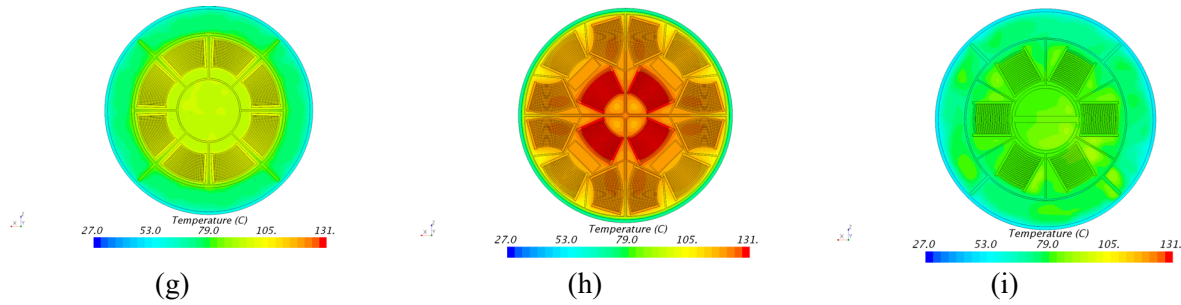 Temperature (C)
27.0 53.0 79.0 105. 131.
(g)
Temperature (C)
27.0 53.0 79.0 105. 131.
(h)
Temperature (C)
27.0 53.0 79.0 105. 131.
(i)